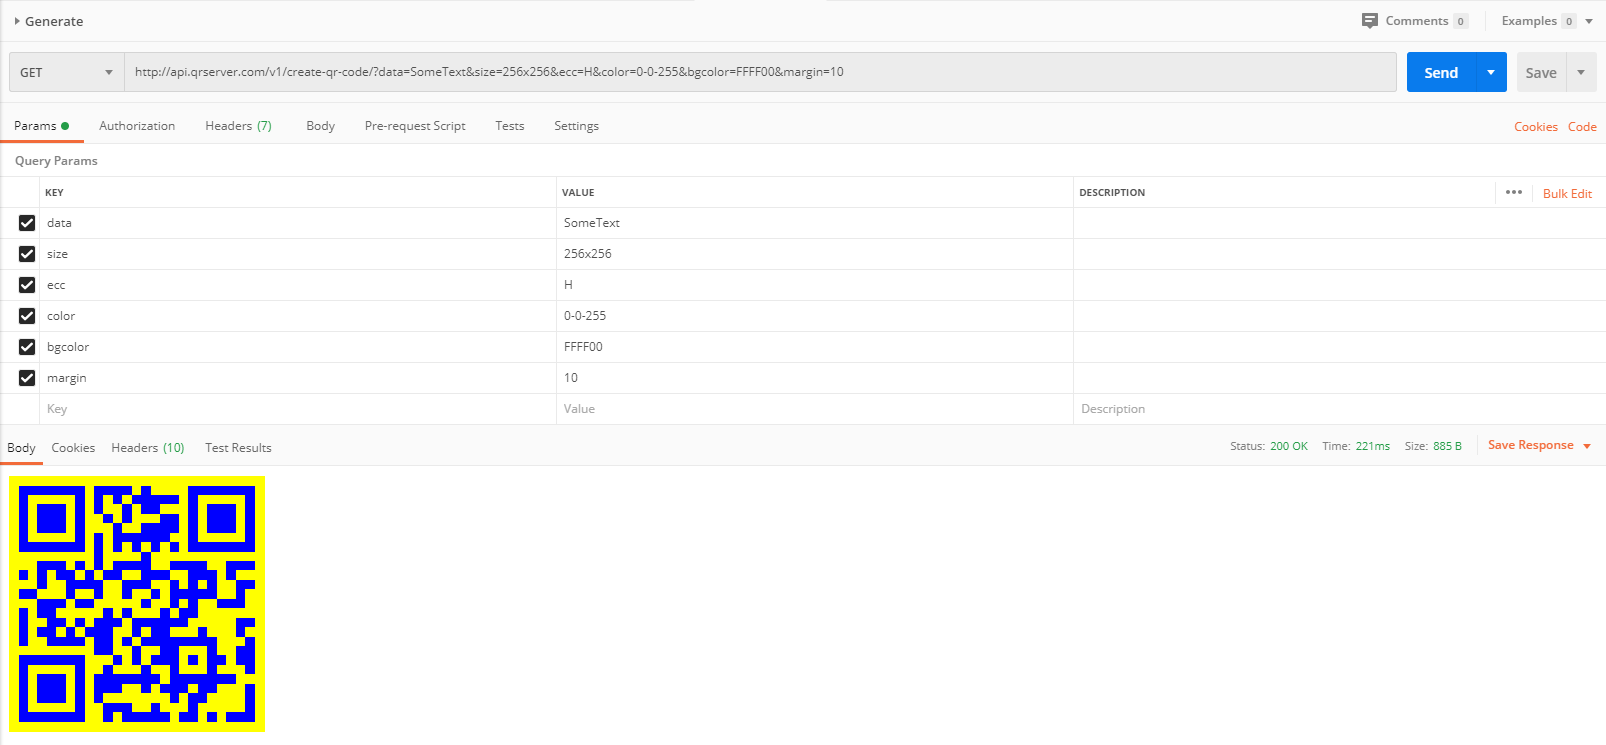 Generate Comments 0 Examples 0
GET http://api.qrserver.com/v1/create-qr-code/?data=SomeText&size=256x256&ecc=H&color=0-0-255&bgcolor=FFFF00&margin=10 Send Save
Params Authorization Headers (7) Body Pre-request Script Tests Settings Cookies Code
Query Params
KEY VALUE DESCRIPTION ••• Bulk Edit
data SomeText
size 256x256
ecc H
color 0-0-255
bgcolor FFFF00
margin 10
Key Value Description
Body Cookies Headers (10) Test Results Status: 200 OK Time: 221ms Size: 885 B Save Response